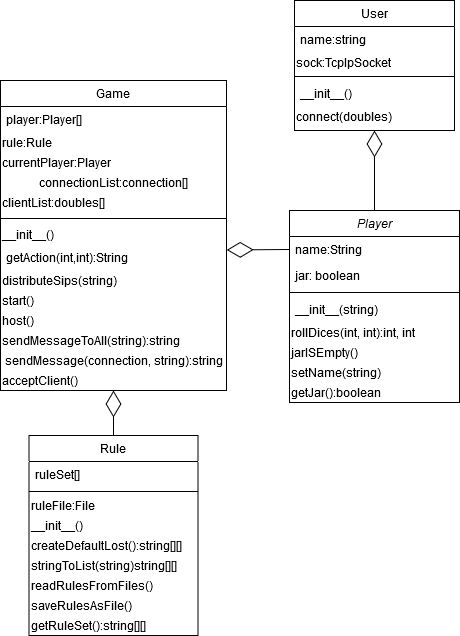 User
name:string
sock:TcpIpSocket
__init__()
connect(doubles)
Game
player:Player[]
rule:Rule
currentPlayer:Player
connectionList:connection[]
clientList:doubles[]
__init__()
getAction(int,int):String
distributeSips(string)
start()
host()
sendMessageToAll(string):string
sendMessage(connection, string):string
acceptClient()
Player
name:String
jar: boolean
__init__(string)
rollDices(int, int):int, int
jarISEmpty()
setName(string)
getJar():boolean
Rule
ruleSet[]
ruleFile:File
__init__()
createDefaultLost():string[][]
stringToList(string)string[][]
readRulesFromFiles()
saveRulesAsFile()
getRuleSet():string[][]